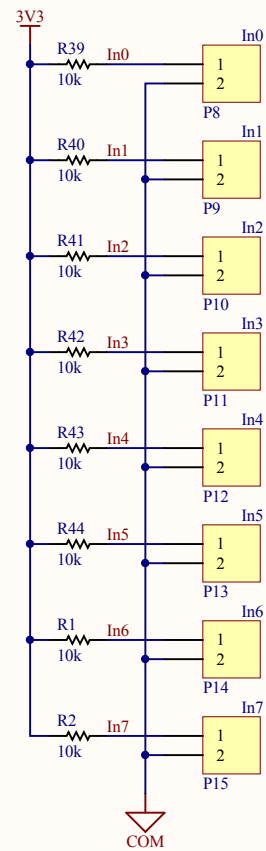 3V3
In0
R39
In0
1
10k
2
P8
In1
R40
In1
1
10k
2
P9
In2
R41
In2
1
10k
2
P10
In3
R42
In3
1
10k
2
P11
In4
R43
In4
1
10k
2
P12
In5
R44
In5
1
10k
2
P13
In6
R1
In6
1
10k
2
P14
In7
R2
In7
1
10k
2
P15
COM